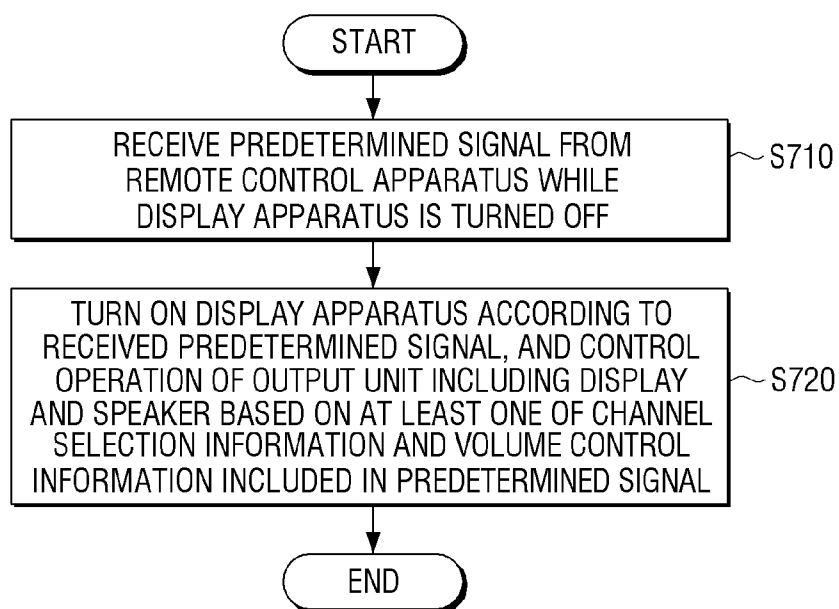 START
RECEIVE PREDETERMINED SIGNAL FROM
REMOTE CONTROL APPARATUS WHILE
DISPLAY APPARATUS IS TURNED OFF
S710
TURN ON DISPLAY APPARATUS ACCORDING TO
RECEIVED PREDETERMINED SIGNAL, AND CONTROL
OPERATION OF OUTPUT UNIT INCLUDING DISPLAY
AND SPEAKER BASED ON AT LEAST ONE OF CHANNEL
SELECTION INFORMATION AND VOLUME CONTROL
INFORMATION INCLUDED IN PREDETERMINED SIGNAL
S720
END